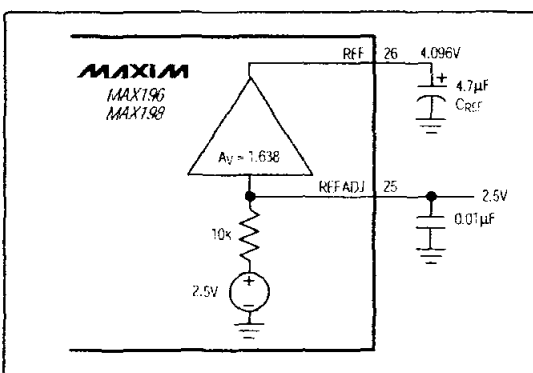 REF 26 4.096V
MAXIM
MAX196
MAX198
+
4.7µF
CREF
AV = 1.638
REFADJ 25
2.5V
0.01µF
10k
2.5V
+
−